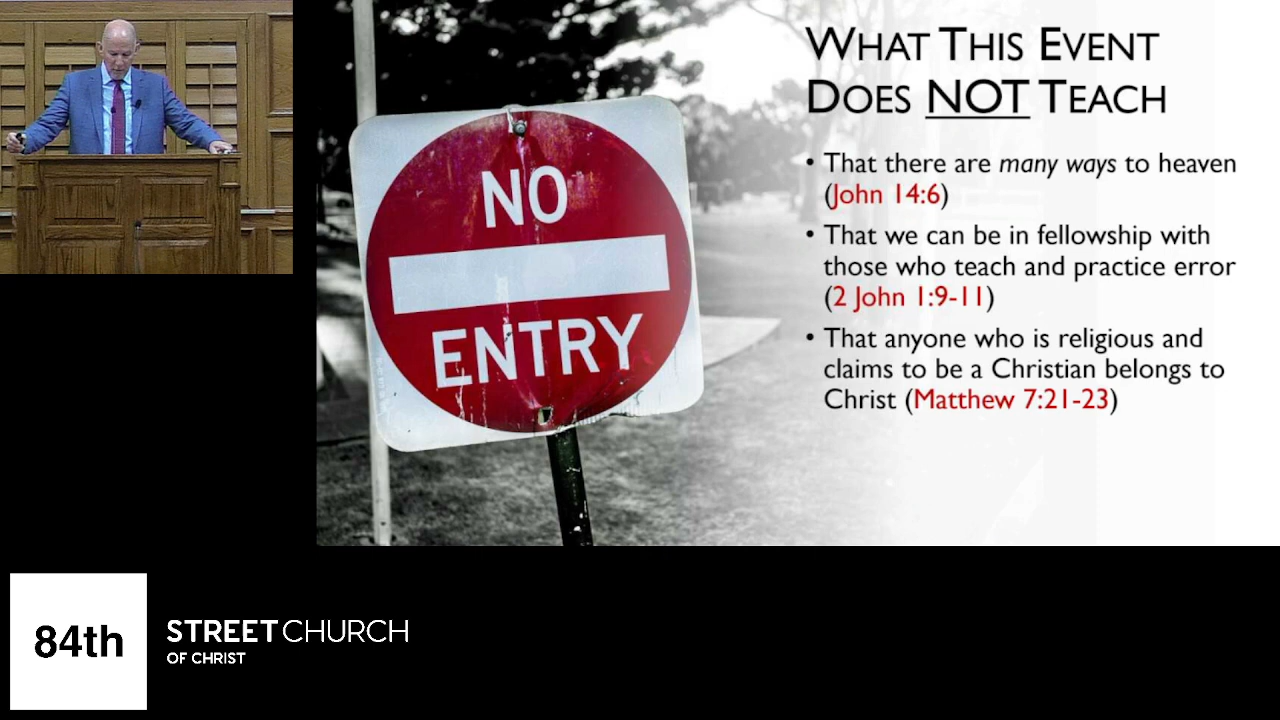 WHAT THIS EVENT
DOES NOT TEACH
• That there are many ways to heaven
(John 14:6)
• That we can be in fellowship with
those who teach and practice error
(2 John 1:9-11)
• That anyone who is religious and
claims to be a Christian belongs to
Christ (Matthew 7:21-23)
NO
ENTRY
84th
STREET CHURCH
OF CHRIST